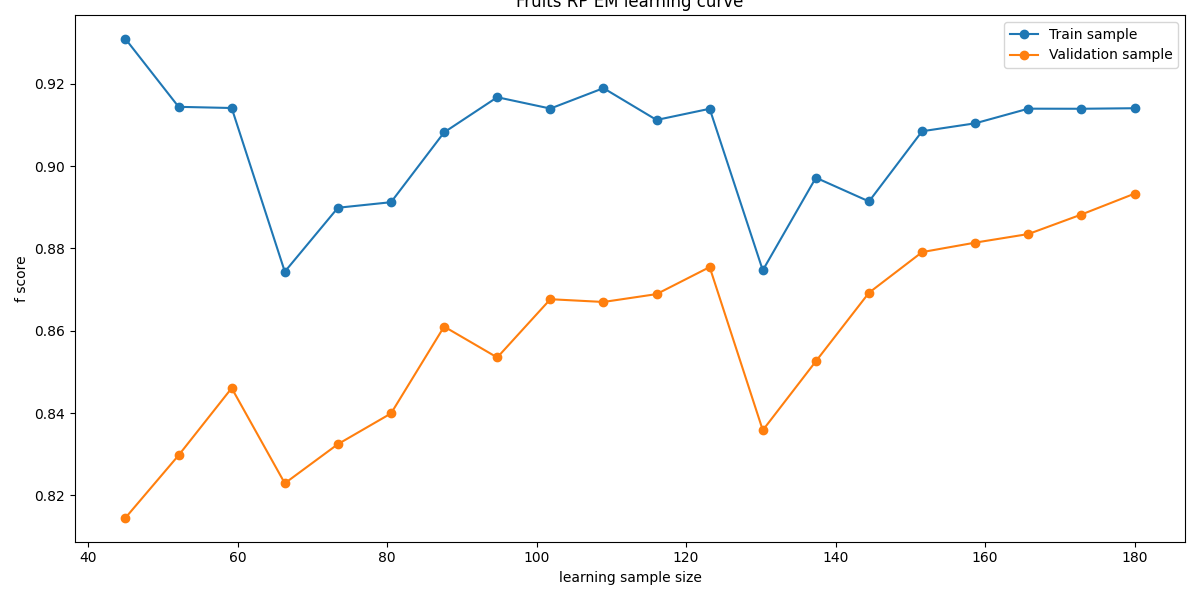 Fruits RP EM learning curve
Train sample
Validation sample
0.92
0.90
0.88
0.86
0.84
0.82
f score
40
60
80
100
120
140
160
180
learning sample size